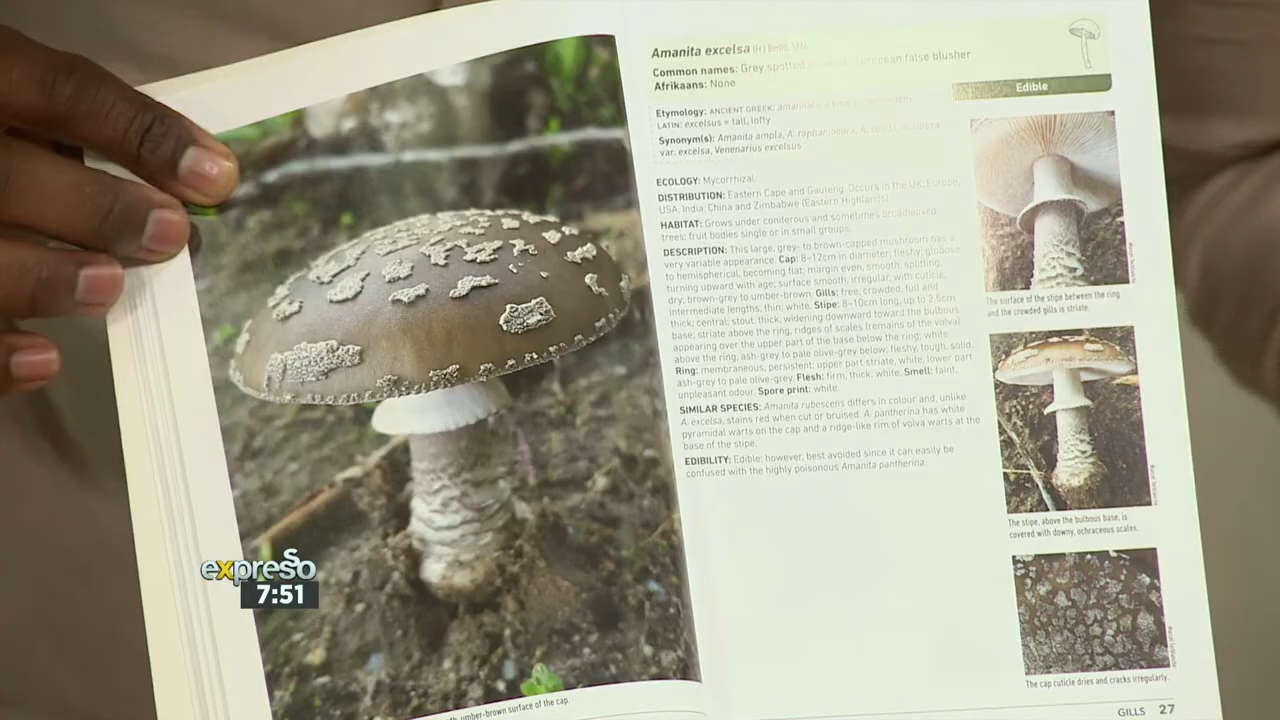 Amanita excelsa (Fr.) Bertill.
Common names: Grey spotted European false blusher
Afrikaans: None
Edible
Etymology: ANCIENT GREEK:
LATIN: excelsus = tall, lofty
Synonym(s): Amanita ampla, A.
var. excelsa, Venenarius excelsus
ECOLOGY: Mycorrhizal.
DISTRIBUTION: Eastern Cape and Gauteng. Occurs in the UK, Europe,
USA, India, China and Zimbabwe (Eastern Highlands).
HABITAT: Grows under coniferous and sometimes broadleaved
trees; fruit bodies single or in small groups.
DESCRIPTION: This large, grey- to brown-capped mushroom has a
very variable appearance. Cap: 8–12cm in diameter; fleshy; globose
to hemispherical, becoming flat; margin even, smooth, splitting,
turning upward with age; surface smooth, irregular, with cuticle,
dry; brown-grey to umber-brown. Gills: free, crowded, full and
intermediate lengths, thin; white. Stipe: 8–10cm long, up to 2.5cm
thick; central; stout, thick, widening downward toward the bulbous
base; striate above the ring, ridges of scales (remains of the volva)
appearing over the upper part of the base below the ring; white
above the ring, ash-grey to pale olive-grey below; fleshy, tough, solid.
Ring: membraneous, persistent; upper part striate, white, lower part
ash-grey to pale olive-grey. Flesh: firm, thick; white. Smell: faint,
unpleasant odour. Spore print: white.
SIMILAR SPECIES: Amanita rubescens differs in colour and, unlike
A. excelsa, stains red when cut or bruised. A. pantherina has white
pyramidal warts on the cap and a ridge-like rim of volva warts at the
base of the stipe.
EDIBILITY: Edible; however, best avoided since it can easily be
confused with the highly poisonous Amanita pantherina.
The surface of the stipe between the ring
and the crowded gills is striate.
The stipe, above the bulbous base, is
covered with downy, ochraceous scales.
The cap cuticle dries and cracks irregularly.
umber-brown surface of the cap.
GILLS 27
expresso
7:51